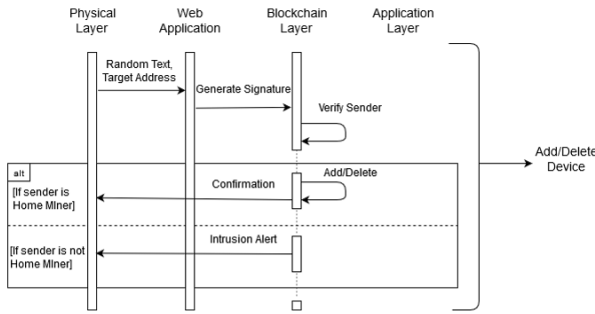 Physical
Layer
Web
Application
Blockchain
Layer
Application
Layer
Random Text,
Target Address
Generate Signature
Verify Sender
Add/Delete
Device
alt
[If sender is
Home MIner]
Confirmation
Add/Delete
[If sender is not
Home MIner]
Intrusion Alert